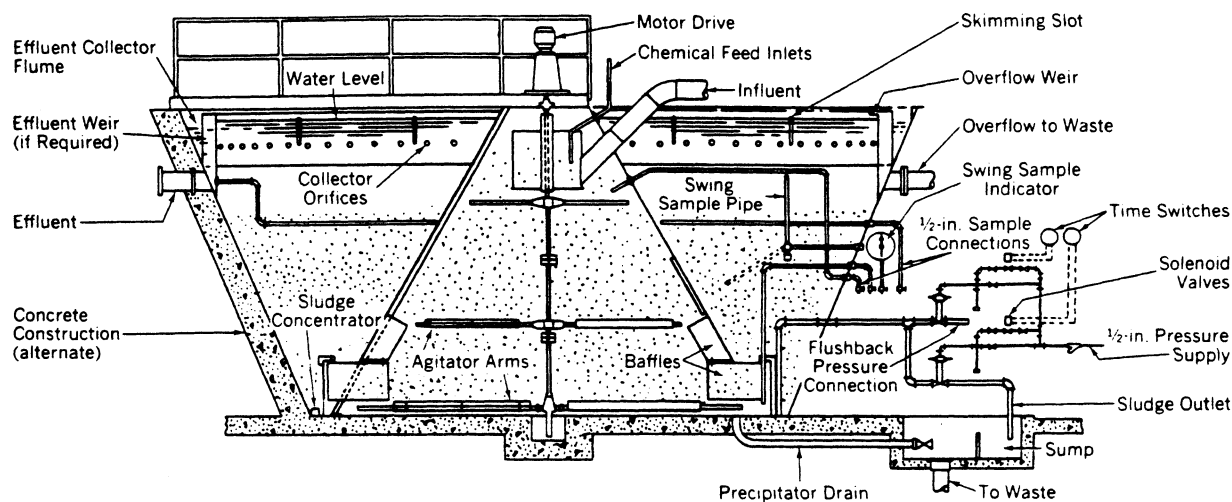 Motor Drive
Skimming Slot
Effluent Collector
Flume
Chemical Feed Inlets
Water Level
Overflow Weir
Influent
Effluent Weir
(if Required)
Overflow to Waste
Collector
Orifices
Swing
Sample Pipe
Swing Sample
Indicator
Effluent
Time Switches
½-in. Sample
Connections
Solenoid
Valves
Sludge
Concentrator
Concrete
Construction
(alternate)
Agitator Arms
Baffles
Flushback
Pressure
Connection
½-in. Pressure
Supply
Sludge Outlet
Sump
Precipitator Drain
To Waste